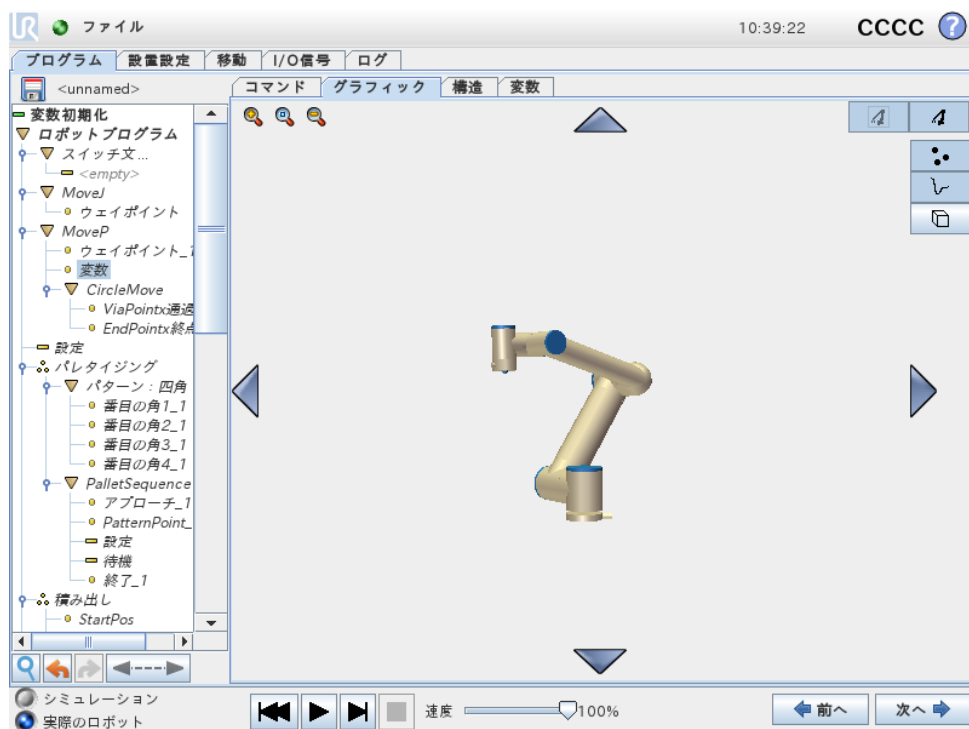 UR ファイル 10:39:22 CCCC ?
プログラム 設置設定 移動 I/O信号 ログ
<unnamed>
コマンド グラフィック 構造 変数
変数初期化
ロボットプログラム
スイッチ文...
<empty>
MoveJ
ウェイポイント
MoveP
ウェイポイント_1
変数
CircleMove
ViaPointx通過
EndPointx終点
設定
パレタイジング
パターン : 四角
番目の角1_1
番目の角2_1
番目の角3_1
番目の角4_1
PalletSequence
アプローチ_1
PatternPoint_
設定
待機
終了_1
積み出し
StartPos
シミュレーション
実際のロボット
速度 100%
前へ 次へ